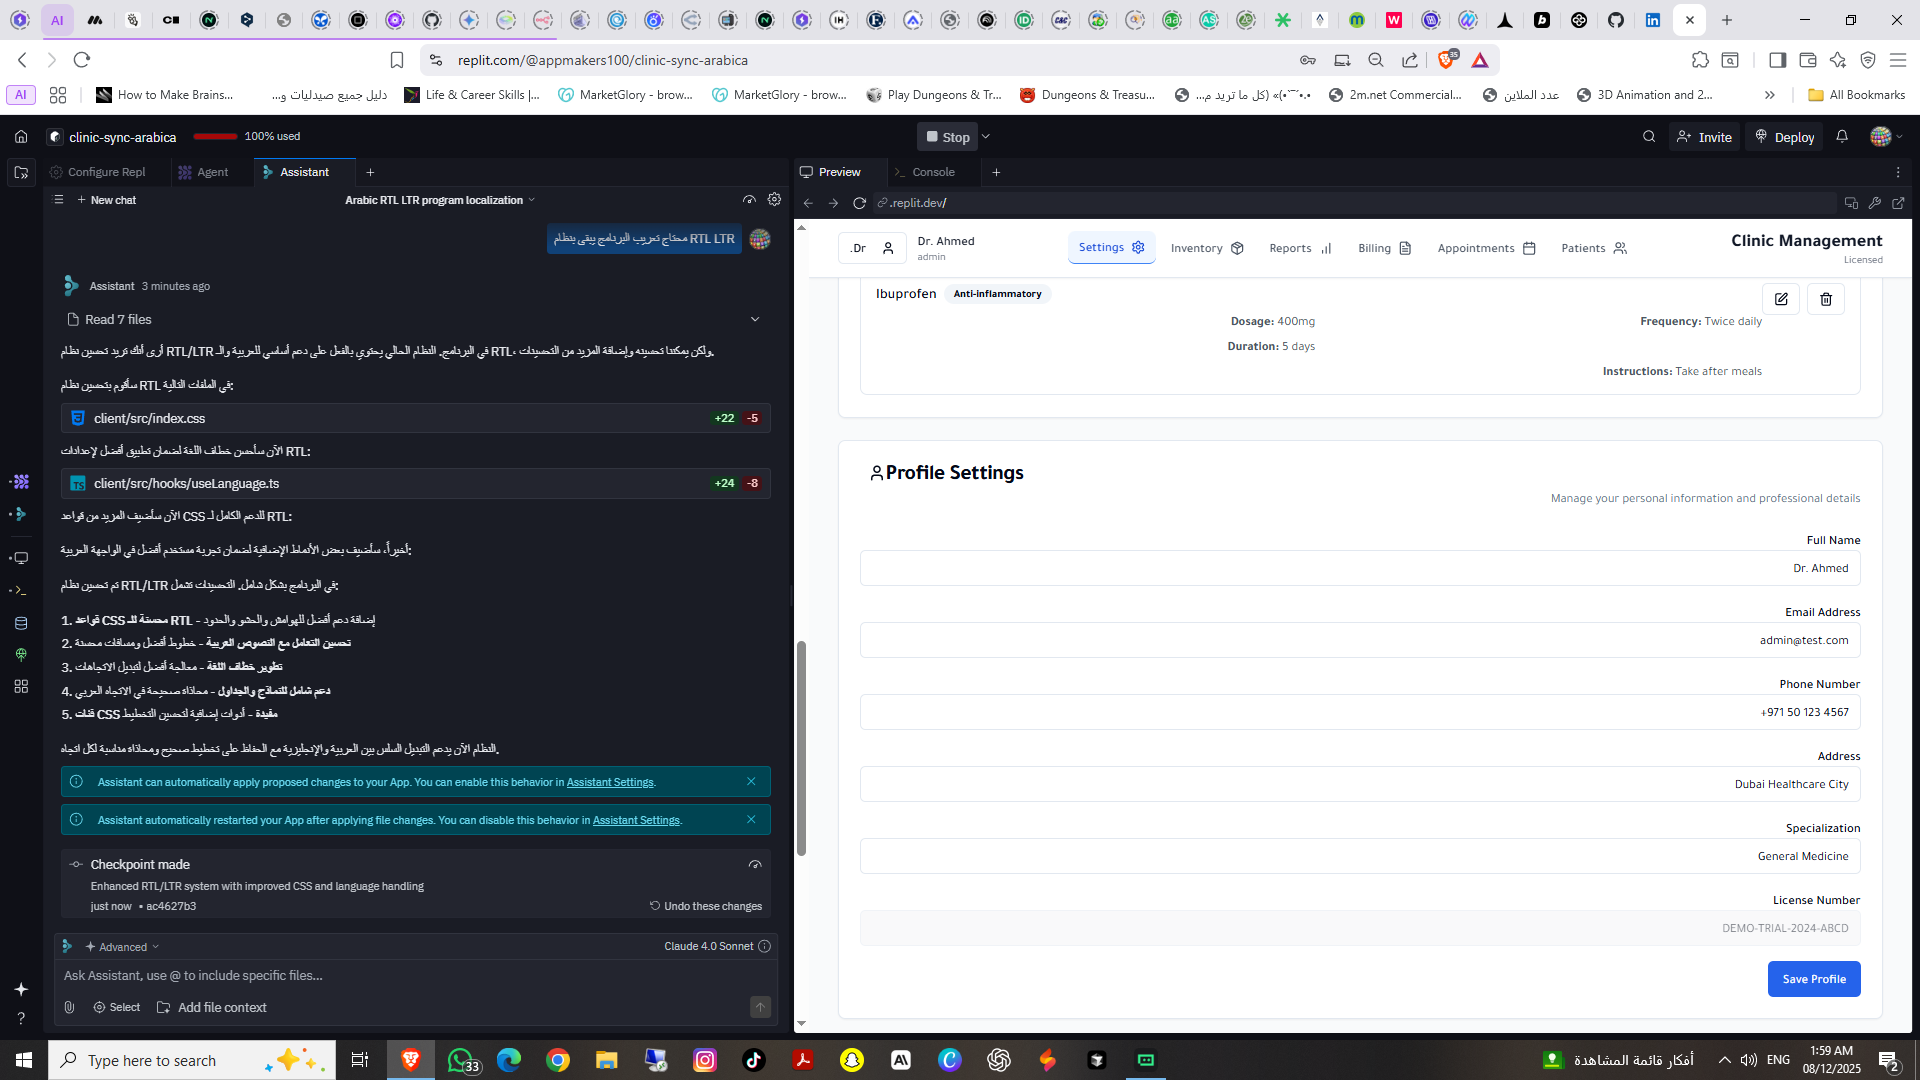 replit.com/@appmakers100/clinic-sync-arabica
35
AI
How to Make Brains...
دليل جميع صيدليات و...
Life & Career Skills |...
MarketGlory - brow...
MarketGlory - brow...
Play Dungeons & Tr...
Dungeons & Treasu...
2m.net Commercial...
عدد الملاين
3D Animation and 2...
All Bookmarks
clinic-sync-arabica
100% used
Stop
Invite
Deploy
Configure Repl
Agent
Assistant
Preview
Console
New chat
Arabic RTL LTR program localization
.replit.dev/
محتاج تعريب البرنامج يبقى بنظام RTL LTR
Assistant 3 minutes ago
Read 7 files
أرى أنك تريد تحسين نظام RTL/LTR في البرنامج. النظام الحالي يحتوي بالفعل على دعم أساسي للعربية والـ RTL، ولكن يمكننا تحسينه وإضافة المزيد من التحسينات.
سأقوم بتحسين نظام RTL في الملفات التالية:
client/src/index.css
+22 -5
الآن سأحسن خطاف اللغة لضمان تطبيق أفضل لإعدادات RTL:
client/src/hooks/useLanguage.ts
+24 -8
الآن سأضيف المزيد من قواعد CSS للدعم الكامل لـ RTL:
أخيراً، سأضيف بعض الأنماط الإضافية لضمان تجربة مستخدم أفضل في الواجهة العربية:
تم تحسين نظام RTL/LTR في البرنامج بشكل شامل. التحسينات تشمل:
1. قواعد CSS محسنة للـ RTL - إضافة دعم أفضل للهوامش والحشو والحدود
2. تحسين التعامل مع النصوص العربية - خطوط أفضل ومسافات محسنة
3. تطوير خطاف اللغة - معالجة أفضل لتبديل الاتجاهات
4. دعم شامل للنماذج والجداول - محاذاة صحيحة في الاتجاه العربي
5. فئات CSS مفيدة - أدوات إضافية لتحسين التخطيط
النظام الآن يدعم التبديل السلس بين العربية والإنجليزية مع الحفاظ على تخطيط صحيح ومحاذاة مناسبة لكل اتجاه.
Assistant can automatically apply proposed changes to your App. You can enable this behavior in Assistant Settings.
Assistant automatically restarted your App after applying file changes. You can disable this behavior in Assistant Settings.
Checkpoint made
Enhanced RTL/LTR system with improved CSS and language handling
just now • ac4627b3
Undo these changes
Advanced
Claude 4.0 Sonnet
Ask Assistant, use @ to include specific files...
Select
Add file context
.Dr
Dr. Ahmed
admin
Settings
Inventory
Reports
Billing
Appointments
Patients
Clinic Management
Licensed
Ibuprofen
Anti-inflammatory
Dosage: 400mg
Frequency: Twice daily
Duration: 5 days
Instructions: Take after meals
Profile Settings
Manage your personal information and professional details
Full Name
Dr. Ahmed
Email Address
admin@test.com
Phone Number
+971 50 123 4567
Address
Dubai Healthcare City
Specialization
General Medicine
License Number
DEMO-TRIAL-2024-ABCD
Save Profile
Type here to search
33
أفكار قائمة المشاهدة
ENG
1:59 AM
08/12/2025
2